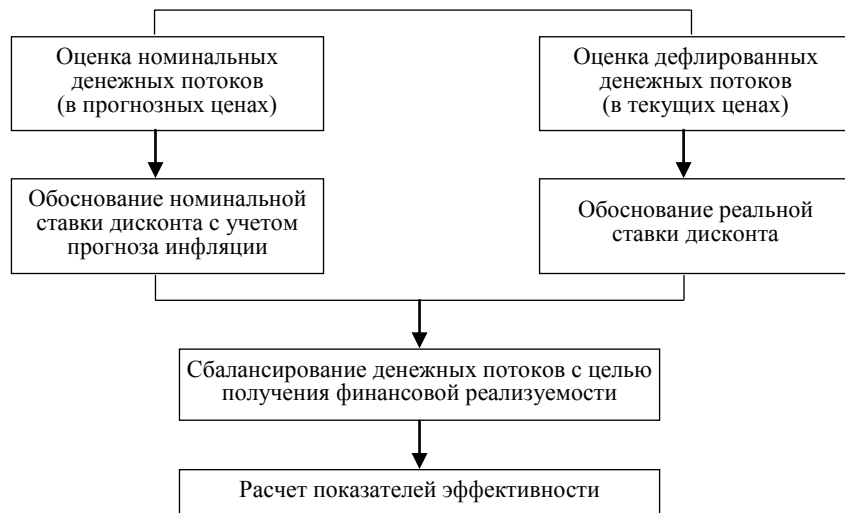 Оценка номинальных
денежных потоков
(в прогнозных ценах)
Оценка дефлированных
денежных потоков
(в текущих ценах)
Обоснование номинальной
ставки дисконта с учетом
прогноза инфляции
Обоснование реальной
ставки дисконта
Сбалансирование денежных потоков с целью
получения финансовой реализуемости
Расчет показателей эффективности